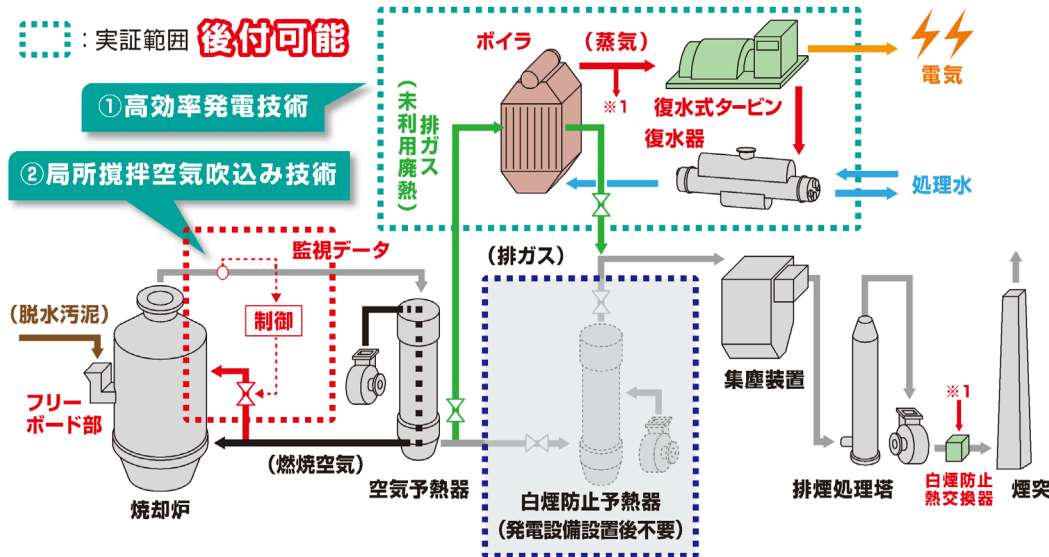 ：実証範囲 後付可能
①高効率発電技術
②局所撹拌空気吹込み技術
ボイラ
（蒸気）
※1
復水式タービン
復水器
電気
処理水
排ガス
（未利用廃熱）
監視データ
（排ガス）
（脱水汚泥）
制御
フリー
ボード部
（燃焼空気）
焼却炉
空気予熱器
白煙防止予熱器
（発電設備設置後不要）
集塵装置
排煙処理塔
※1
白煙防止
熱交換器
煙突